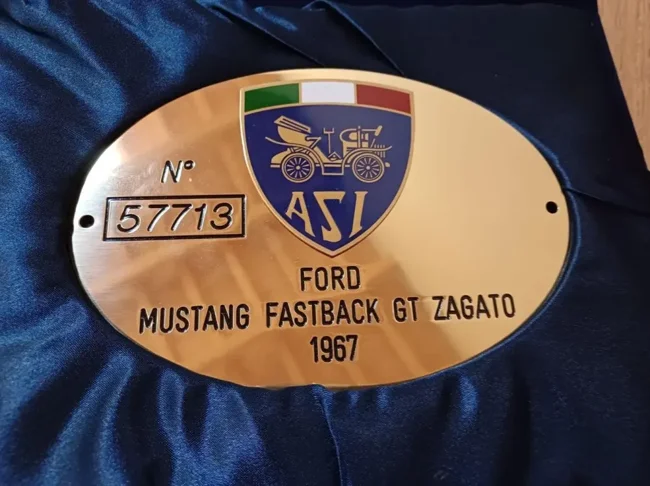 ASI
N°
57713
FORD
MUSTANG FASTBACK GT ZAGATO
1967